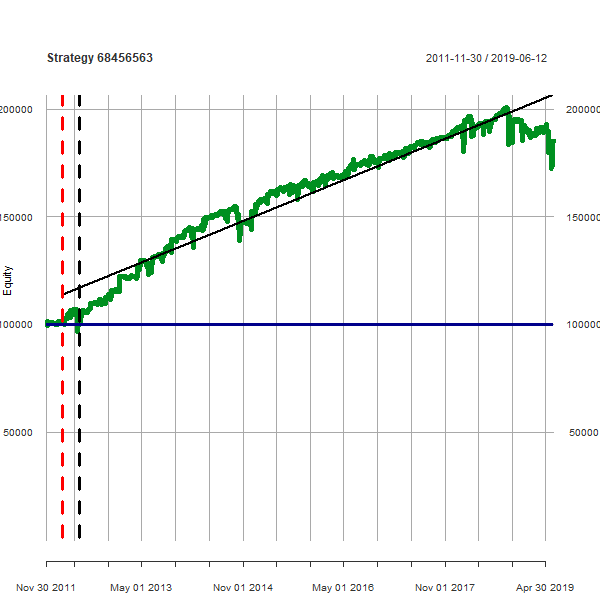 Strategy 68456563 2011-11-30 / 2019-06-12
200000 200000
150000 150000
Equity
100000 100000
50000 50000
Nov 30 2011 May 01 2013 Nov 01 2014 May 01 2016 Nov 01 2017 Apr 30 2019